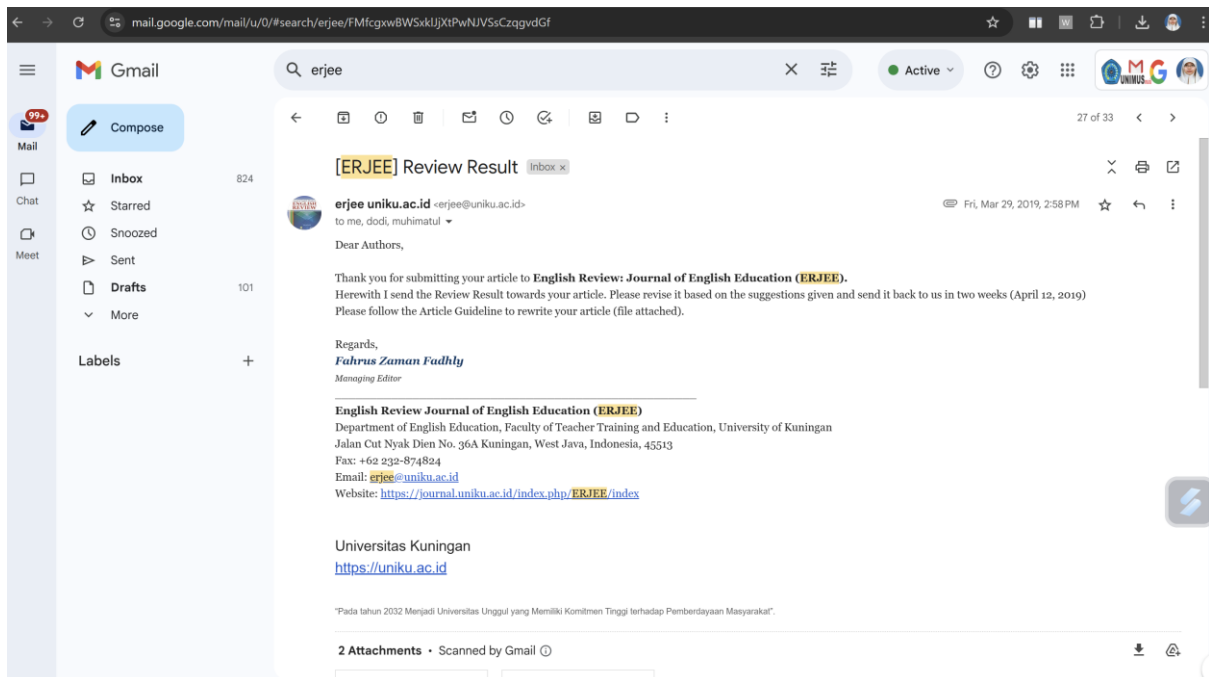 mail.google.com/mail/u/0/#search/erjee/FMfcgxwBWSxklJjXtPwNJVSsCzqgvdGf
W
Gmail
erjee
Active
UNIMUS
G
99+
Mail
Compose
27 of 33
Chat
Meet
Inbox 824
Starred
Snoozed
Sent
Drafts 101
More
Labels +
[ERJEE] Review Result Inbox ×
ENGLISH REVIEW
erjee uniku.ac.id <erjee@uniku.ac.id> Fri, Mar 29, 2019, 2:58 PM
to me, dodi, muhimatul
Dear Authors,
Thank you for submitting your article to English Review: Journal of English Education (ERJEE).
Herewith I send the Review Result towards your article. Please revise it based on the suggestions given and send it back to us in two weeks (April 12, 2019)
Please follow the Article Guideline to rewrite your article (file attached).
Regards,
Fahrus Zaman Fadhly
Managing Editor
English Review Journal of English Education (ERJEE)
Department of English Education, Faculty of Teacher Training and Education, University of Kuningan
Jalan Cut Nyak Dien No. 36A Kuningan, West Java, Indonesia, 45513
Fax: +62 232-874824
Email: erjee@uniku.ac.id
Website: https://journal.uniku.ac.id/index.php/ERJEE/index
Universitas Kuningan
https://uniku.ac.id
"Pada tahun 2032 Menjadi Universitas Unggul yang Memiliki Komitmen Tinggi terhadap Pemberdayaan Masyarakat".
2 Attachments • Scanned by Gmail